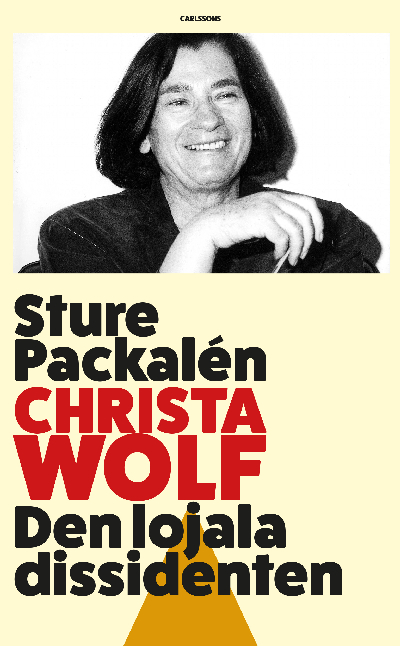 CARLSSONS
Sture
Packalén
CHRISTA
WOLF
Den lojala
dissidenten